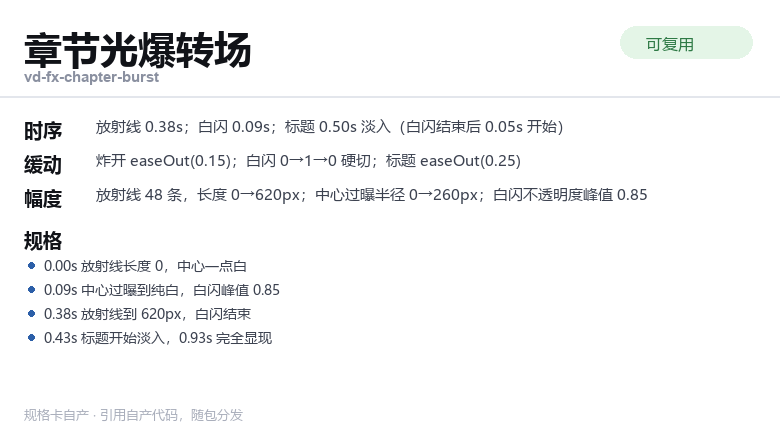 章节光爆转场
可复用
vd-fx-chapter-burst
时序 放射线 0.38s；白闪 0.09s；标题 0.50s 淡入（白闪结束后 0.05s 开始）
缓动 炸开 easeOut(0.15)；白闪 0→1→0 硬切；标题 easeOut(0.25)
幅度 放射线 48 条，长度 0→620px；中心过曝半径 0→260px；白闪不透明度峰值 0.85
规格
0.00s 放射线长度 0，中心一点白
0.09s 中心过曝到纯白，白闪峰值 0.85
0.38s 放射线到 620px，白闪结束
0.43s 标题开始淡入，0.93s 完全显现
规格卡自产 · 引用自产代码，随包分发